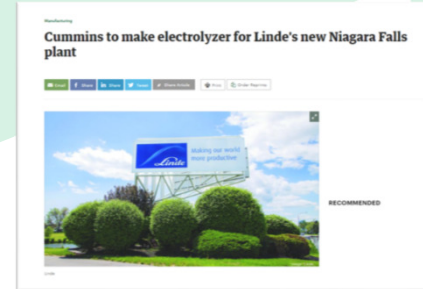 Manufacturing
Cummins to make electrolyzer for Linde's new Niagara Falls
plant
Email
Share
Share
Tweet
Share Article
Print
Order Reprints
Linde
Making our world
more productive
RECOMMENDED